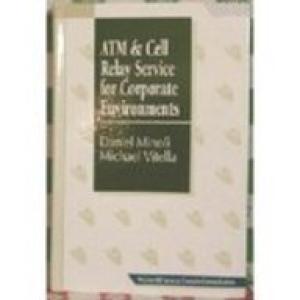 ATM & Cell
Relay Service
for Corporate
Environments
Daniel Minoli
Michael Vitella